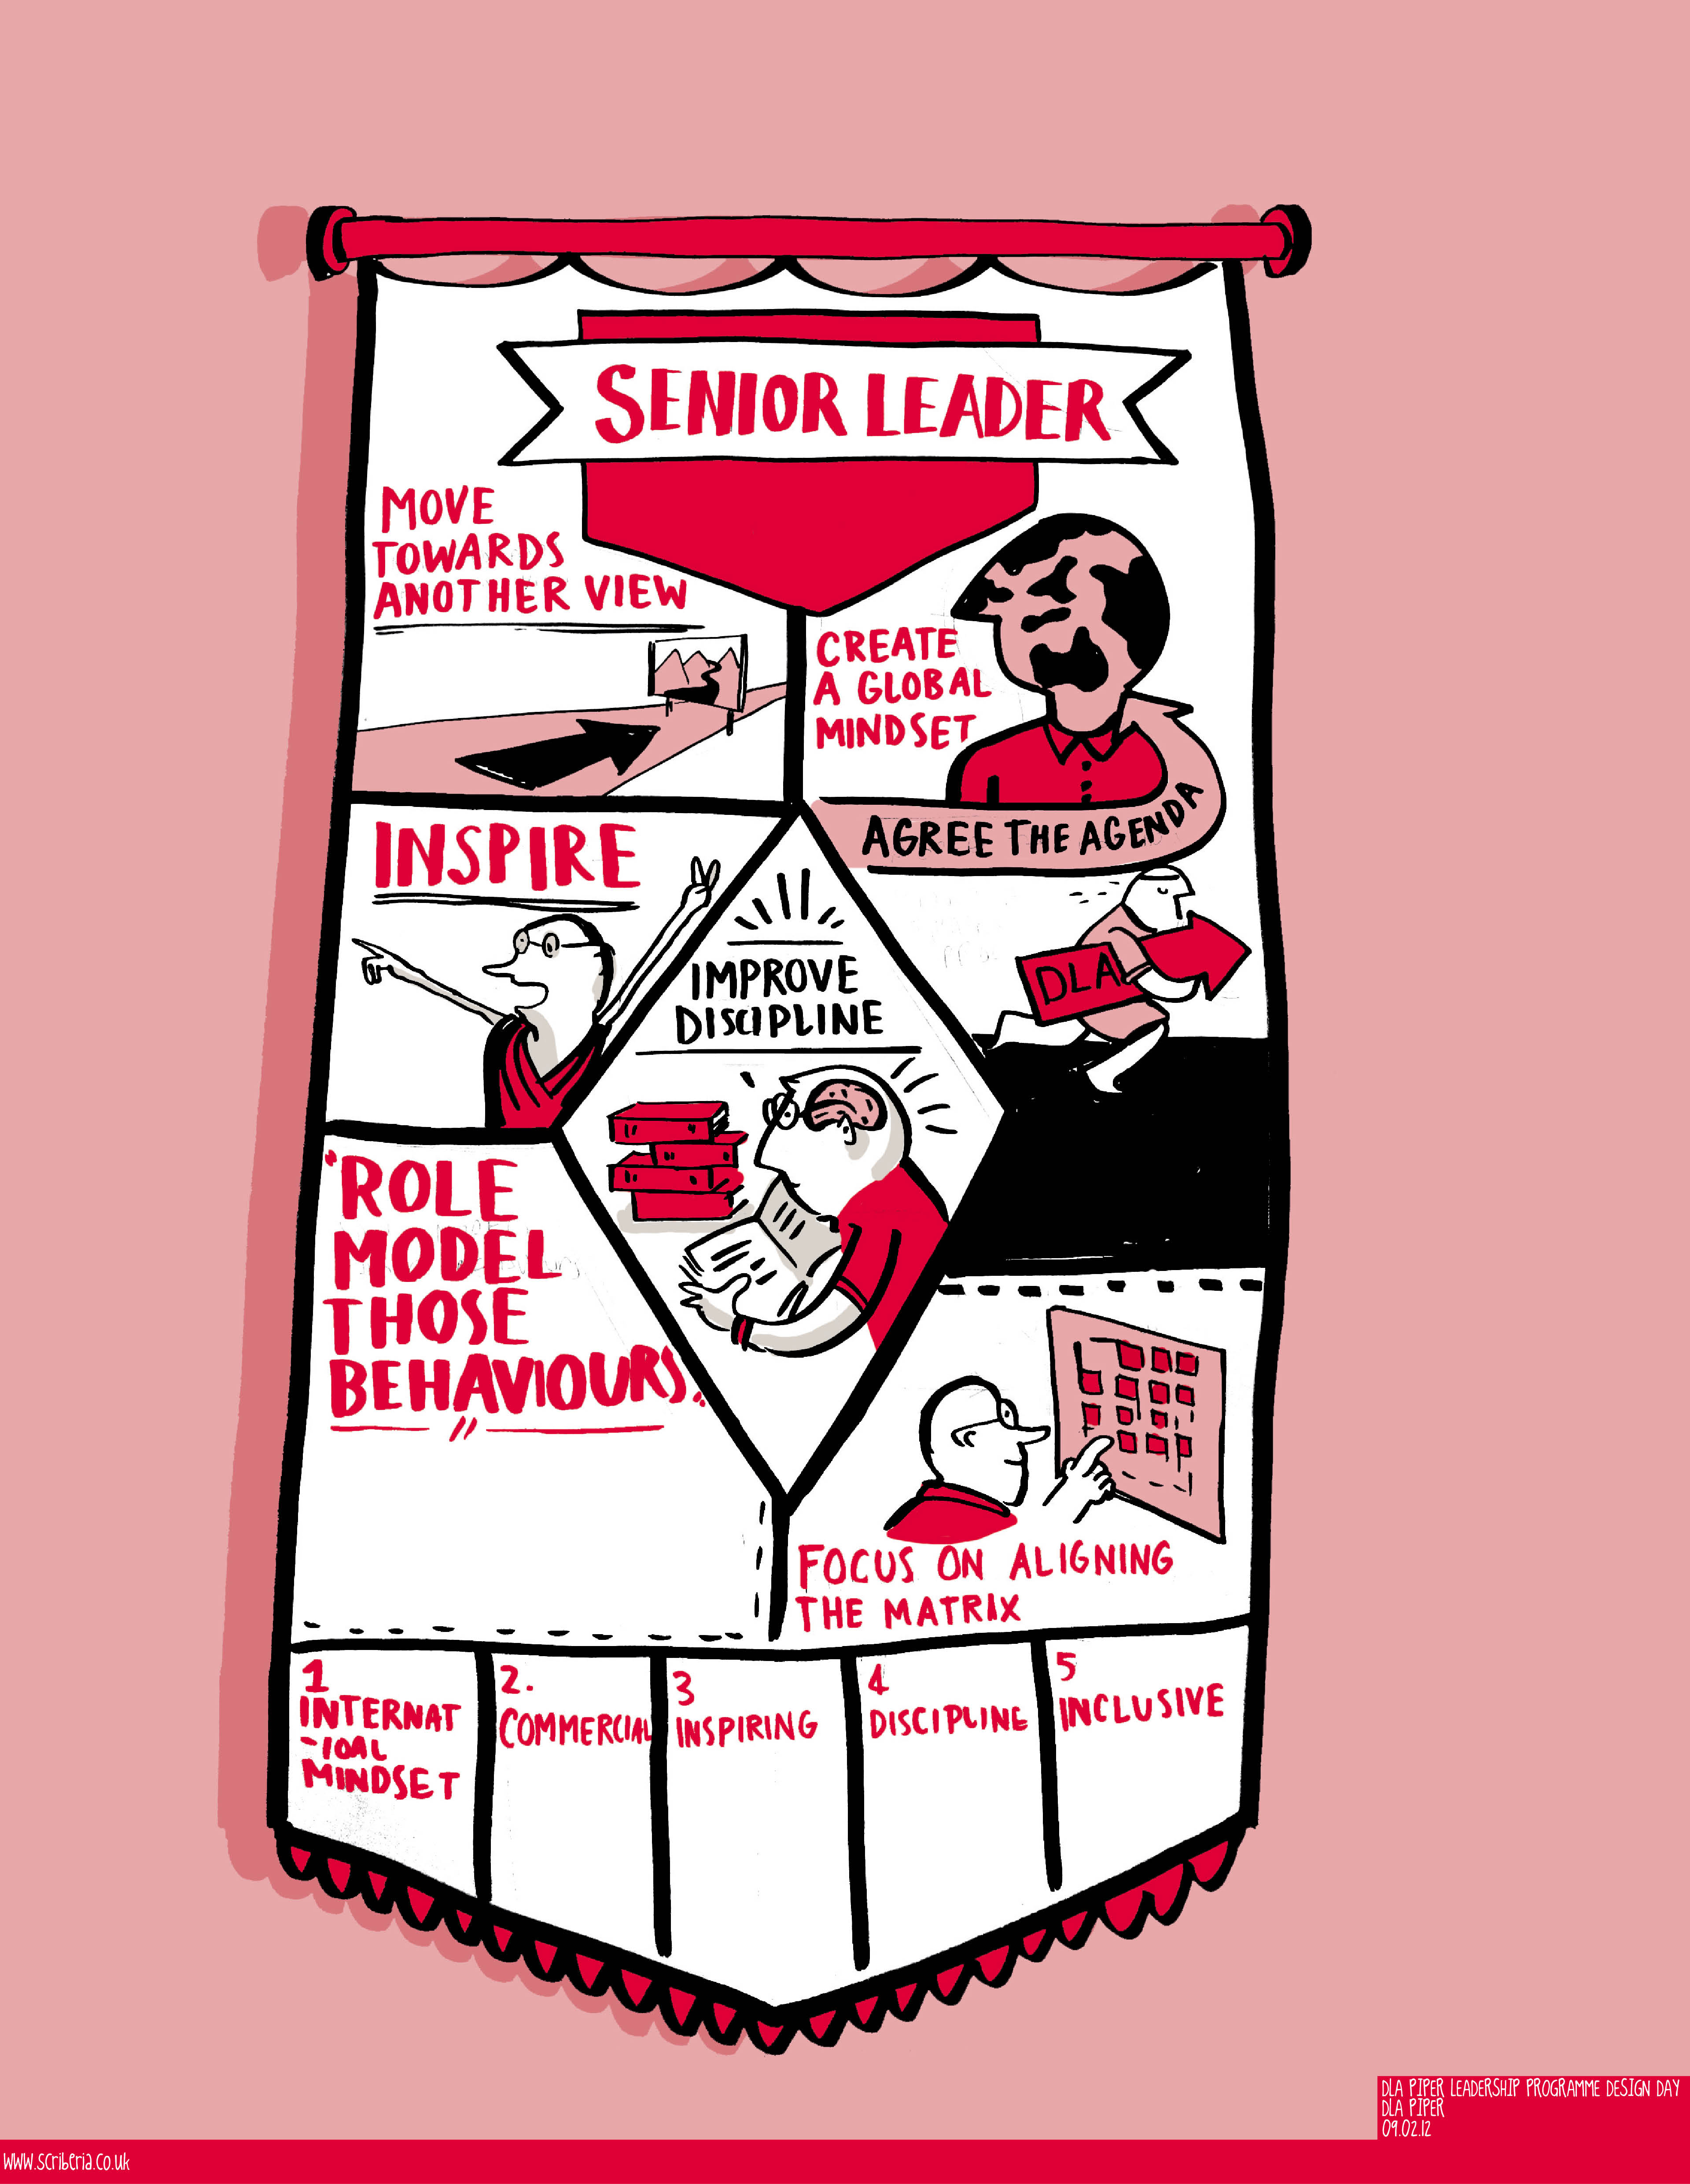 SENIOR LEADER
MOVE
TOWARDS
ANOTHER VIEW
CREATE
A GLOBAL
MINDSET
AGREE THE AGENDA
INSPIRE
IMPROVE
DISCIPLINE
DLA
"ROLE
MODEL
THOSE
BEHAVIOURS"
FOCUS ON ALIGNING
THE MATRIX
1
INTERNAT
-IOAL
MINDSET
2.
COMMERCIAL
3
INSPIRING
4
DISCIPLINE
5
INCLUSIVE
DLA PIPER LEADERSHIP PROGRAMME DESIGN DAY
DLA PIPER
09.02.12
www.scriberia.co.uk